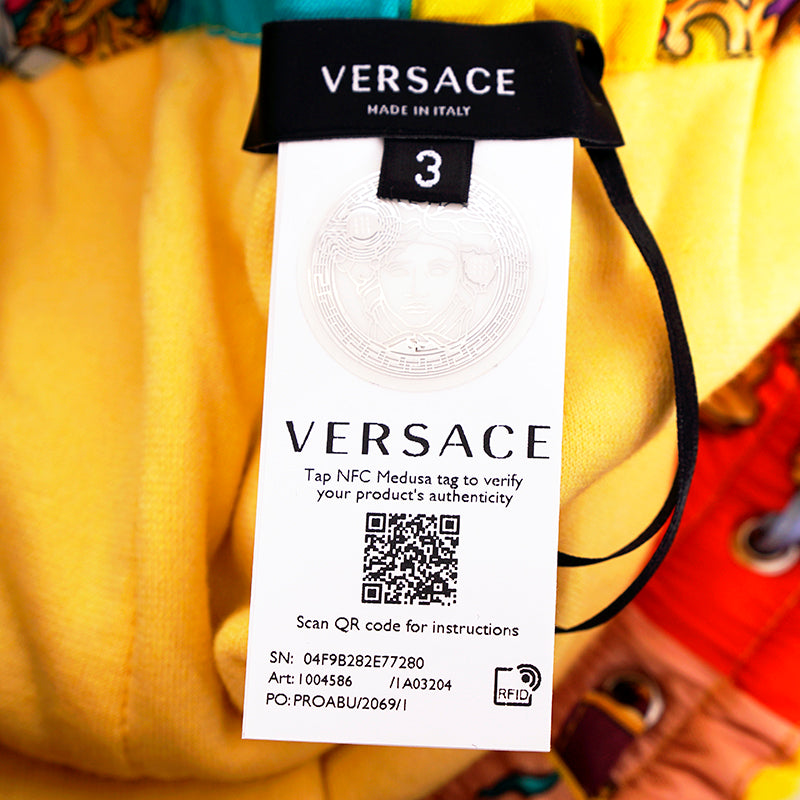 VERSACE
MADE IN ITALY
3
VERSACE
Tap NFC Medusa tag to verify
your product's authenticity
Scan QR code for instructions
SN: 04F9B282E77280
Art: 1004586 /1A03204
PO: PROABU/2069/1
RFID